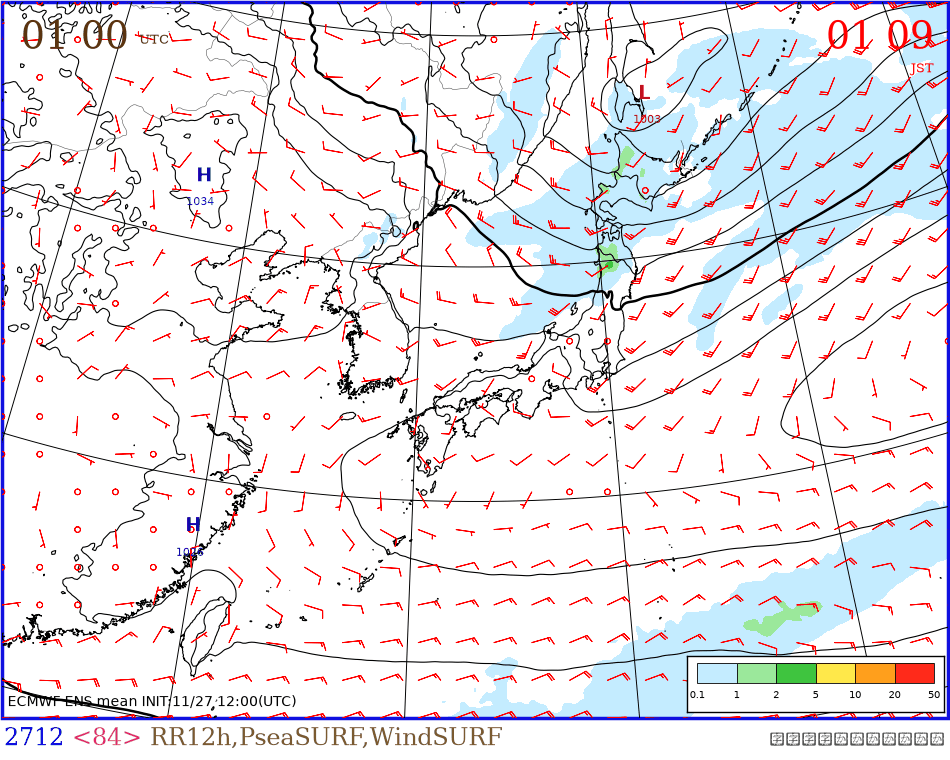 01 00 UTC
01 09
JST
L
1003
H
1034
H
ECMWF ENS mean INIT:11/27 12:00(UTC)
0.1 1 2 5 10 20 50
2712 <84> RR12h,PseaSURF,WindSURF